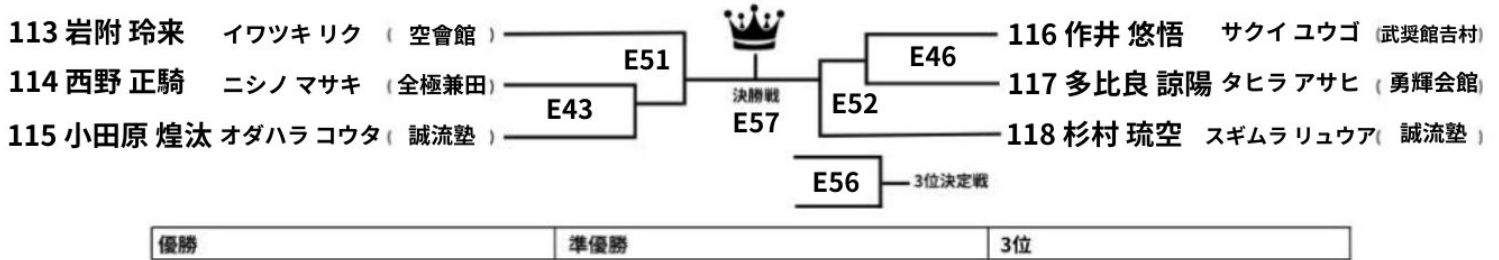 113 岩附 玲来 イワツキ リク ( 空會館 )
114 西野 正騎 ニシノ マサキ ( 全極兼田)
115 小田原 煌汰 オダハラ コウタ( 誠流塾 )
E51
E43
決勝戦
E57
E46
E52
116 作井 悠悟 サクイ ユウゴ (武奨館吉村)
117 多比良 諒陽 タヒラ アサヒ ( 勇輝会館)
118 杉村 琉空 スギムラ リュウア( 誠流塾 )
E56 3位決定戦
優勝 準優勝 3位